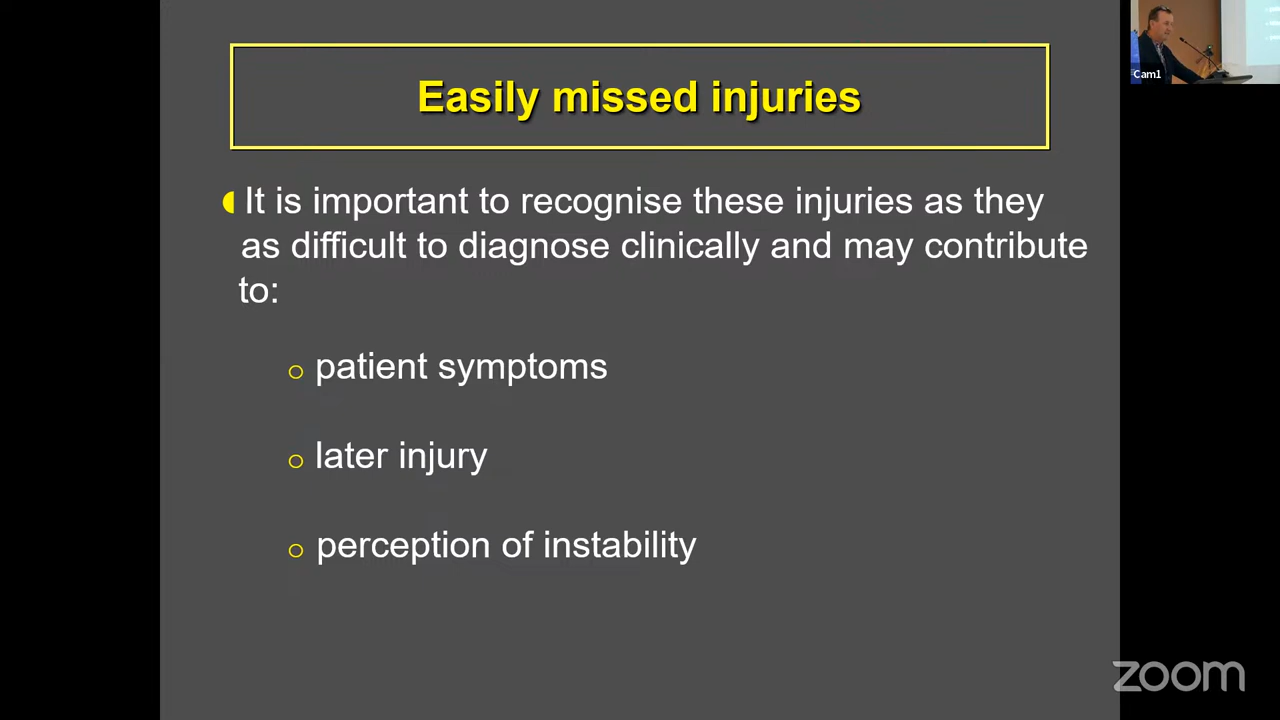 Easily missed injuries
It is important to recognise these injuries as they
as difficult to diagnose clinically and may contribute
to:
patient symptoms
later injury
perception of instability
Cam1
zoom